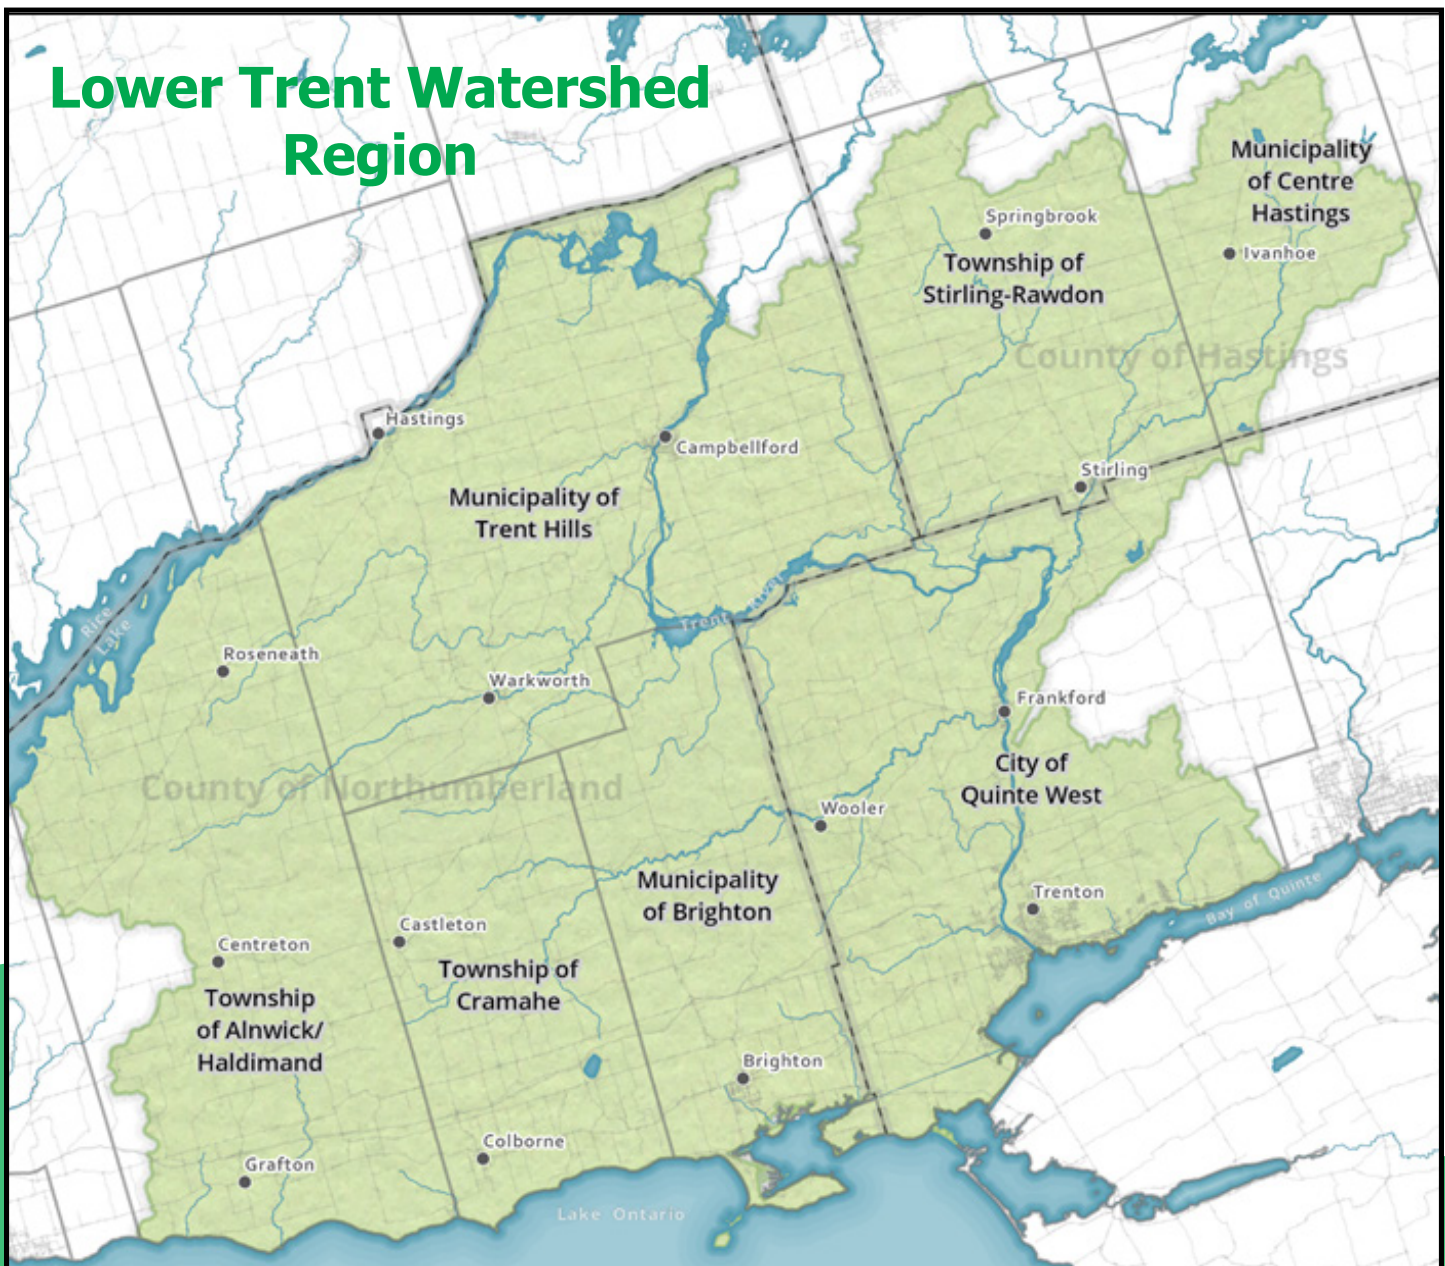 Lower Trent Watershed
Region
Municipality
of Centre
Hastings
Springbrook
Ivanhoe
Township of
Stirling-Rawdon
County of Hastings
Hastings
Campbellford
Stirling
Municipality of
Trent Hills
Rice
Lake
Trent River
Roseneath
Warkworth
Frankford
City of
Quinte West
County of Northumberland
Wooler
Municipality
of Brighton
Trenton
Bay of Quinte
Castleton
Centreton
Township of
Cramahe
Township
of Alnwick/
Haldimand
Brighton
Colborne
Grafton
Lake Ontario